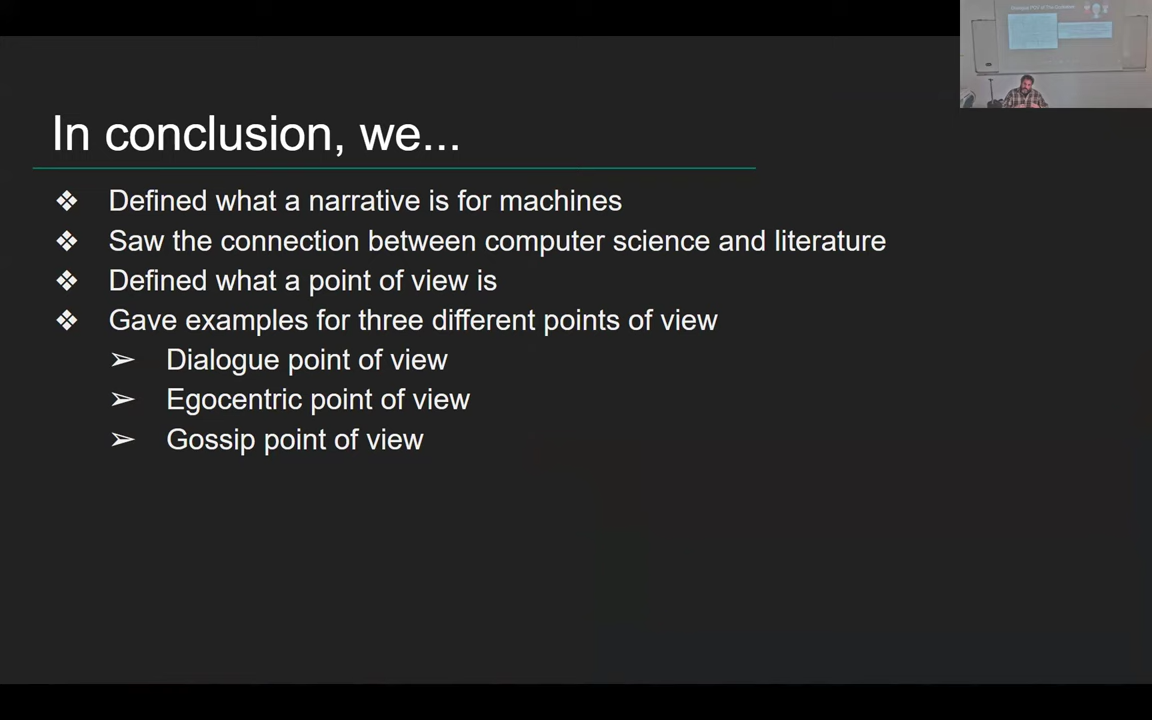 In conclusion, we...
❖ Defined what a narrative is for machines
❖ Saw the connection between computer science and literature
❖ Defined what a point of view is
❖ Gave examples for three different points of view
➢ Dialogue point of view
➢ Egocentric point of view
➢ Gossip point of view